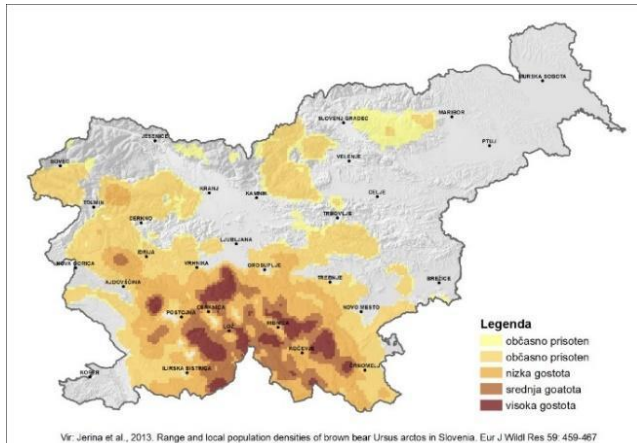 MURSKA SOBOTA
SLOVENJ GRADEC
MARIBOR
JESENICE
PTUJ
BOVEC
VELENJE
KRANJ
KAMNIK
CELJE
TOLMIN
CERKNO
TRBOVLJE
LJUBLJANA
IDRIJA
NOVA GORICA
VRHNIKA
GROSUPLJE
TREBNJE
BREŽICE
AJDOVŠČINA
POSTOJNA
CERKNICA
NOVO MESTO
LOŽ
RIBNICA
KOČEVJE
ČRNOMELJ
ILIRSKA BISTRICA
KOPER
Legenda
občasno prisoten
občasno prisoten
nizka gostota
srednja goatota
visoka gostota
Vir: Jerina et al., 2013. Range and local population densities of brown bear Ursus arctos in Slovenia. Eur J Wildl Res 59: 459-467